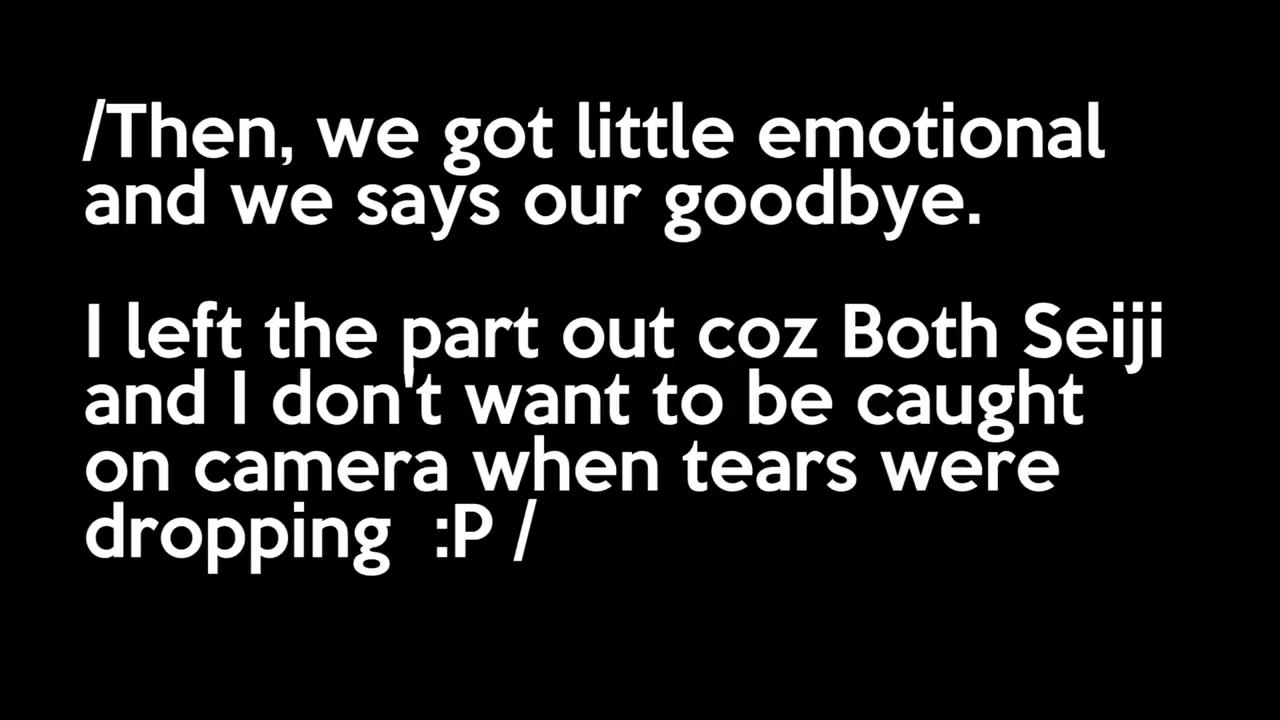 /Then, we got little emotional
and we says our goodbye.
I left the part out coz Both Seiji
and I don't want to be caught
on camera when tears were
dropping  :P /